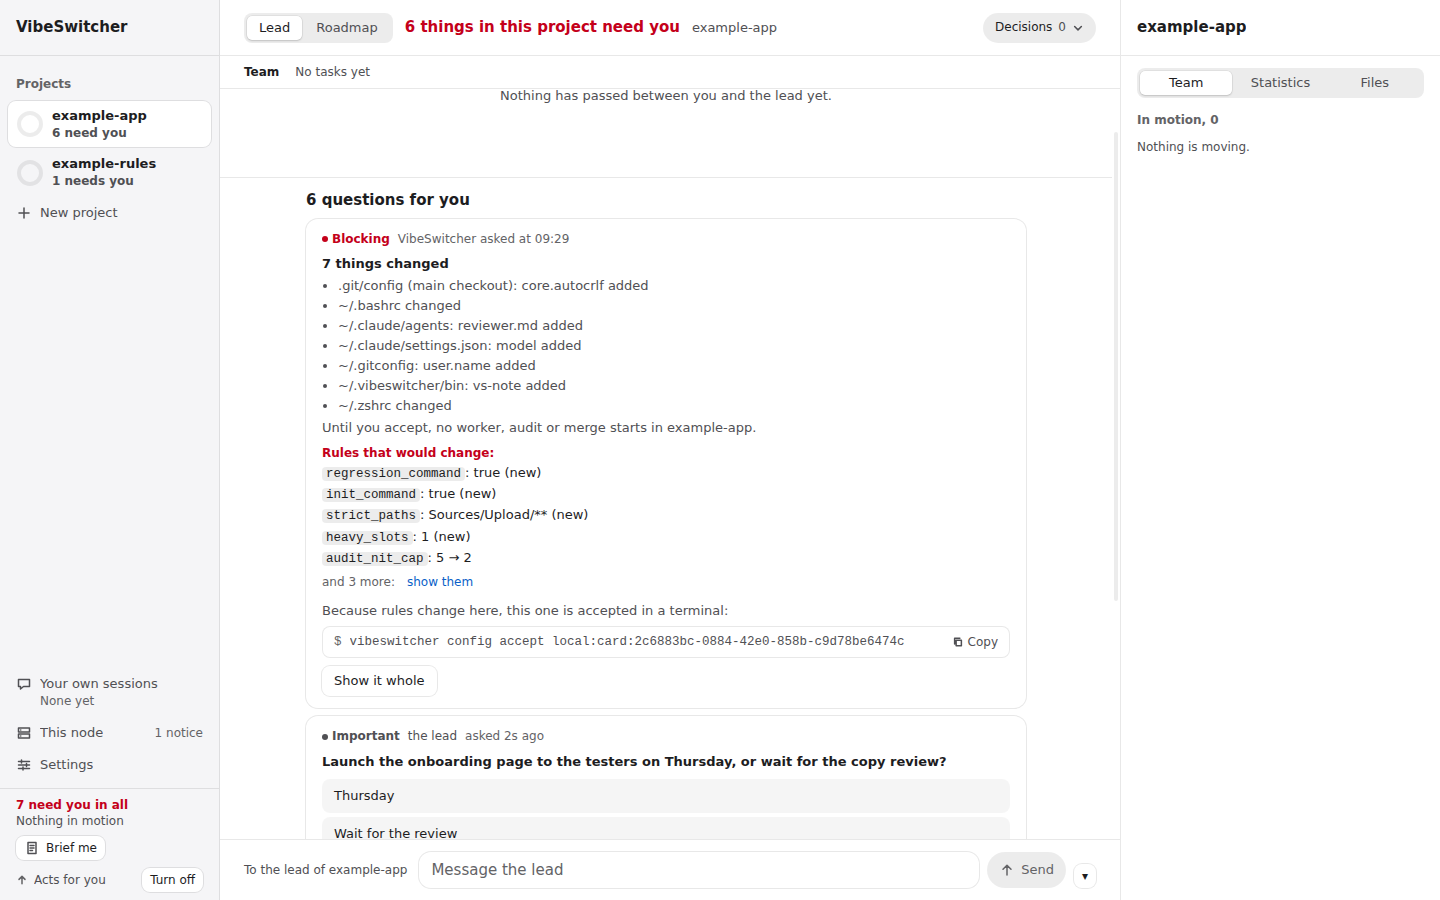 VibeSwitcher
Projects
example-app
6 need you
example-rules
1 needs you
New project
Your own sessions
None yet
This node
1 notice
Settings
7 need you in all
Nothing in motion
Brief me
Acts for you
Turn off
Lead
Roadmap
6 things in this project need you
example-app
Decisions 0
Team
No tasks yet
Nothing has passed between you and the lead yet.
6 questions for you
Blocking VibeSwitcher asked at 09:29
7 things changed
• .git/config (main checkout): core.autocrlf added
• ~/.bashrc changed
• ~/.claude/agents: reviewer.md added
• ~/.claude/settings.json: model added
• ~/.gitconfig: user.name added
• ~/.vibeswitcher/bin: vs-note added
• ~/.zshrc changed
Until you accept, no worker, audit or merge starts in example-app.
Rules that would change:
regression_command: true (new)
init_command: true (new)
strict_paths: Sources/Upload/** (new)
heavy_slots: 1 (new)
audit_nit_cap: 5 → 2
and 3 more: show them
Because rules change here, this one is accepted in a terminal:
$ vibeswitcher config accept local:card:2c6883bc-0884-42e0-858b-c9d78be6474c
Copy
Show it whole
Important the lead asked 2s ago
Launch the onboarding page to the testers on Thursday, or wait for the copy review?
Thursday
Wait for the review
To the lead of example-app
Message the lead
Send
example-app
Team
Statistics
Files
In motion, 0
Nothing is moving.